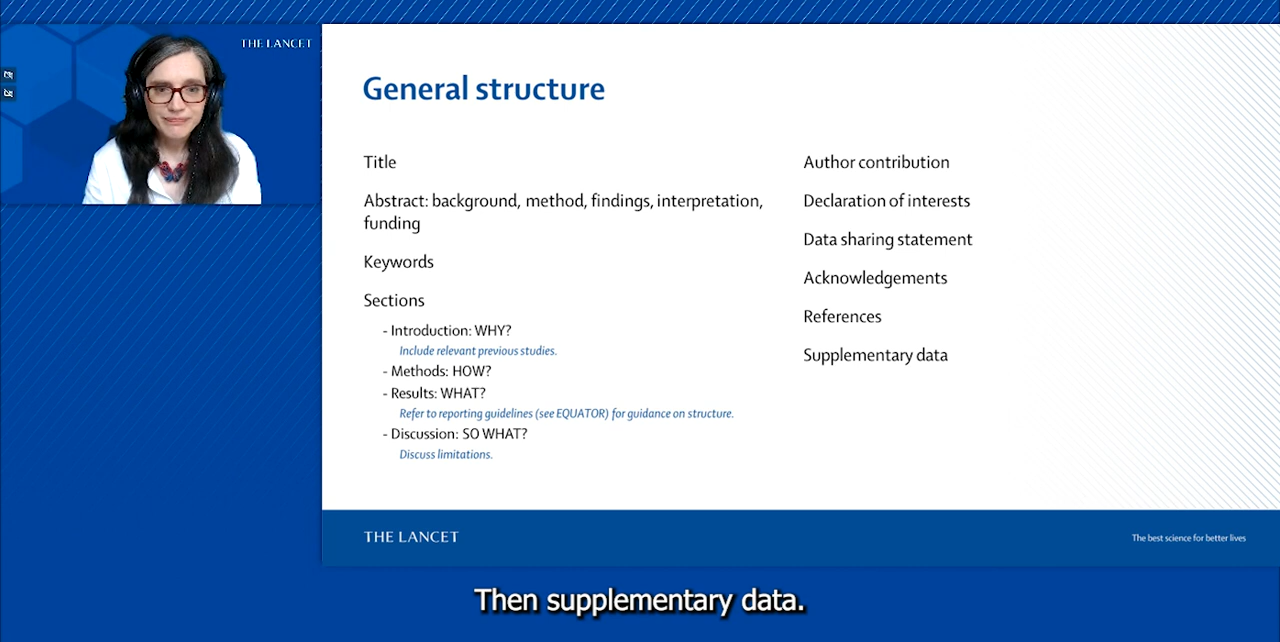 THE LANCET
General structure
Title
Abstract: background, method, findings, interpretation,
funding
Keywords
Sections
- Introduction: WHY?
Include relevant previous studies.
- Methods: HOW?
- Results: WHAT?
Refer to reporting guidelines (see EQUATOR) for guidance on structure.
- Discussion: SO WHAT?
Discuss limitations.
Author contribution
Declaration of interests
Data sharing statement
Acknowledgements
References
Supplementary data
THE LANCET
The best science for better lives
Then supplementary data.